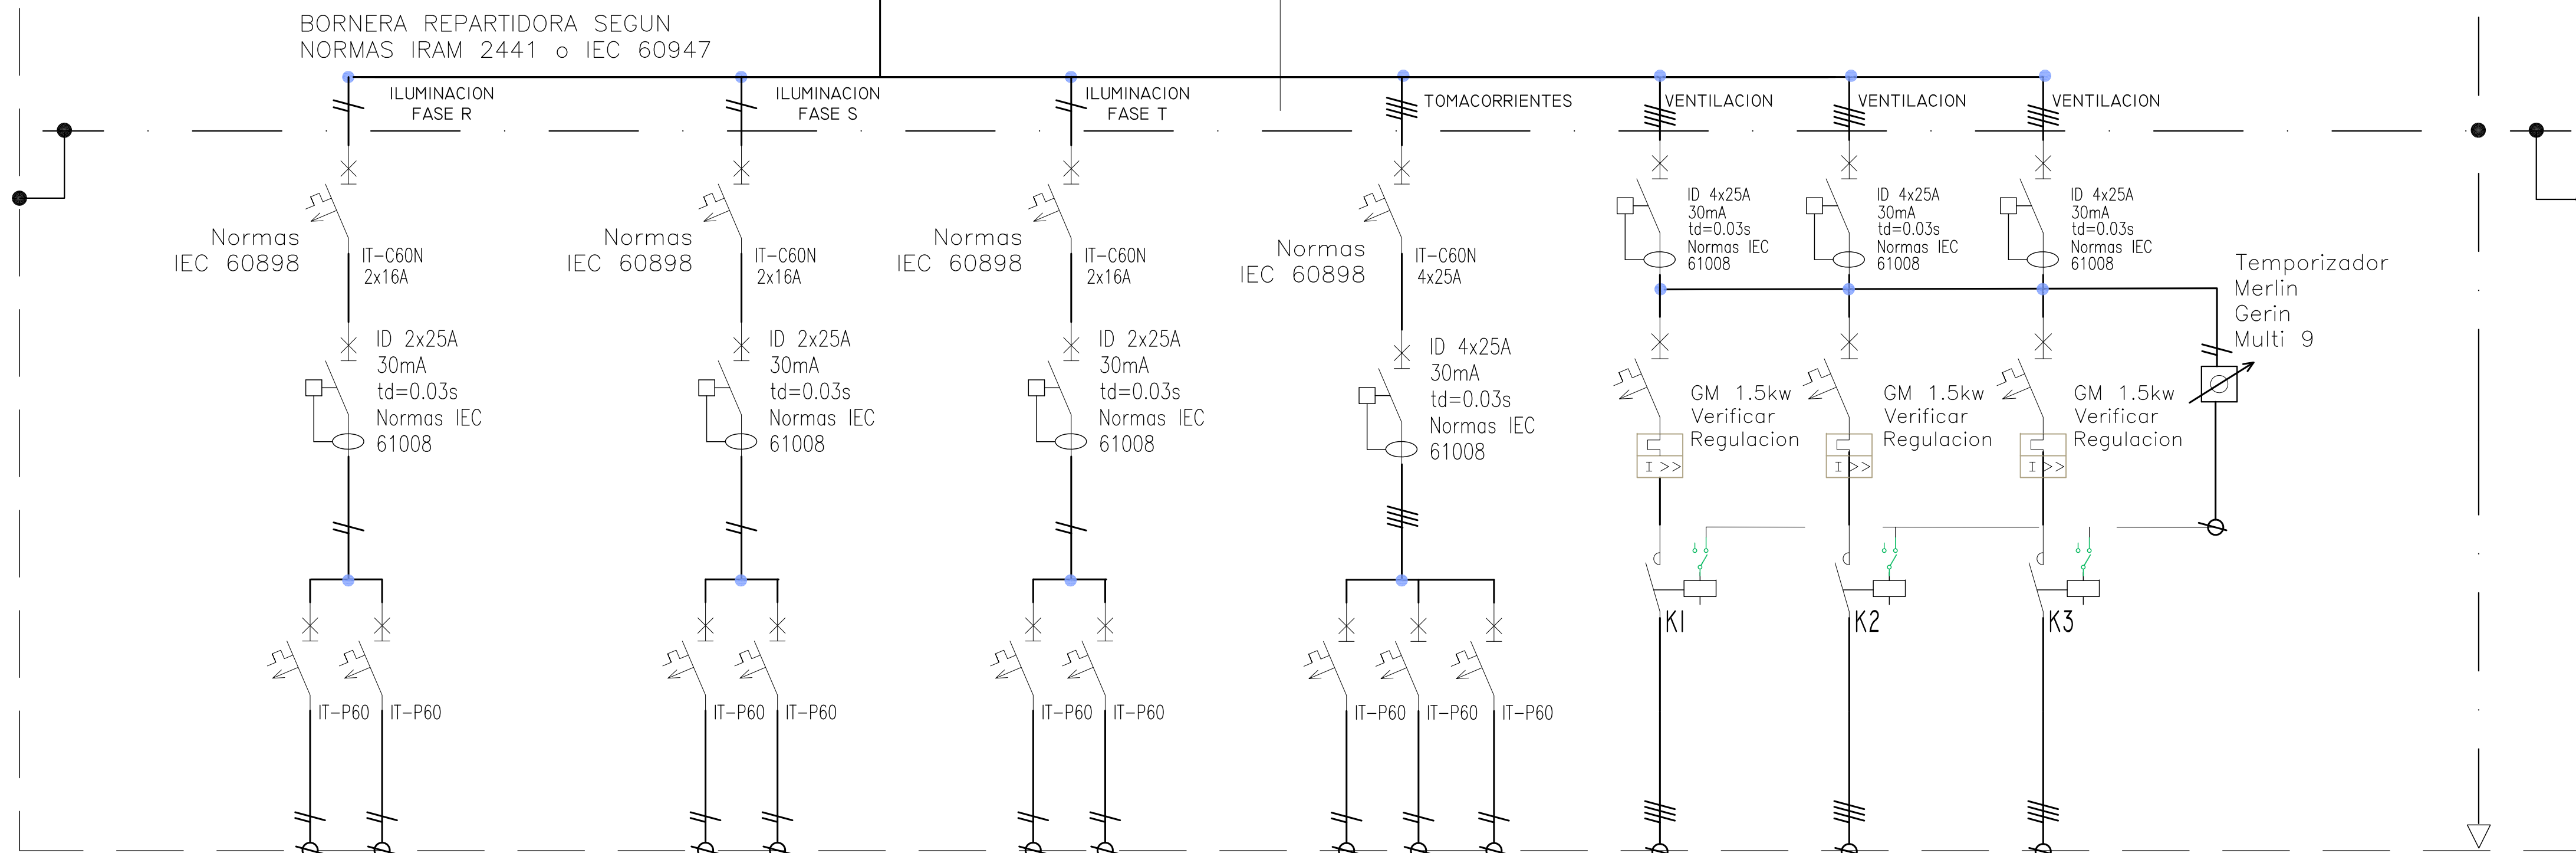 BORNERA REPARTIDORA SEGUN
NORMAS IRAM 2441 o IEC 60947
ILUMINACION
FASE R
ILUMINACION
FASE S
ILUMINACION
FASE T
TOMACORRIENTES
VENTILACION
VENTILACION
VENTILACION
Normas
IEC 60898
IT-C60N
2x16A
Normas
IEC 60898
IT-C60N
2x16A
Normas
IEC 60898
IT-C60N
2x16A
Normas
IEC 60898
IT-C60N
4x25A
ID 4x25A
30mA
td=0.03s
Normas IEC
61008
ID 4x25A
30mA
td=0.03s
Normas IEC
61008
ID 4x25A
30mA
td=0.03s
Normas IEC
61008
Temporizador
Merlin
Gerin
Multi 9
ID 2x25A
30mA
td=0.03s
Normas IEC
61008
ID 2x25A
30mA
td=0.03s
Normas IEC
61008
ID 2x25A
30mA
td=0.03s
Normas IEC
61008
ID 4x25A
30mA
td=0.03s
Normas IEC
61008
GM 1.5kw
Verificar
Regulacion
I >>
GM 1.5kw
Verificar
Regulacion
I >>
GM 1.5kw
Verificar
Regulacion
I >>
K1
K2
K3
IT-P60
IT-P60
IT-P60
IT-P60
IT-P60
IT-P60
IT-P60
IT-P60
IT-P60